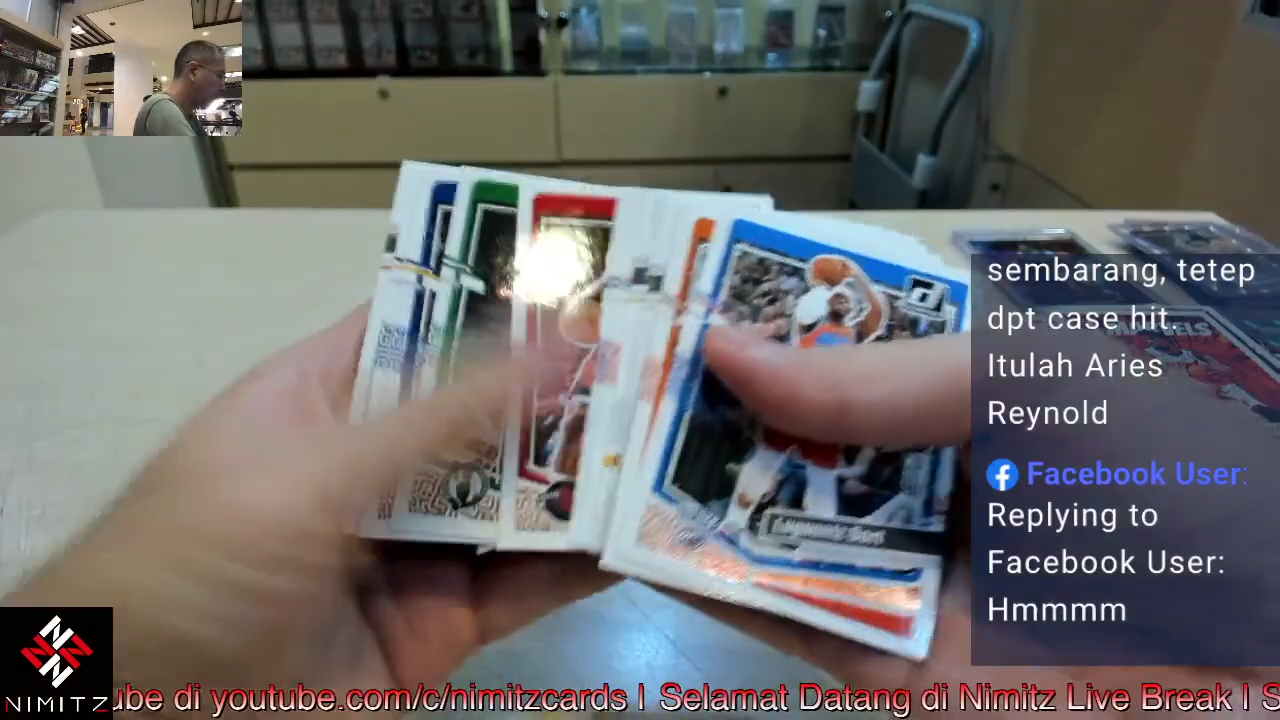 sembarang, tetep
dpt case hit.
Itulah Aries
Reynold
Facebook User:
Replying to
Facebook User:
Hmmmm
NIMITZ
ube di youtube.com/c/nimitzcards I Selamat Datang di Nimitz Live Break I S